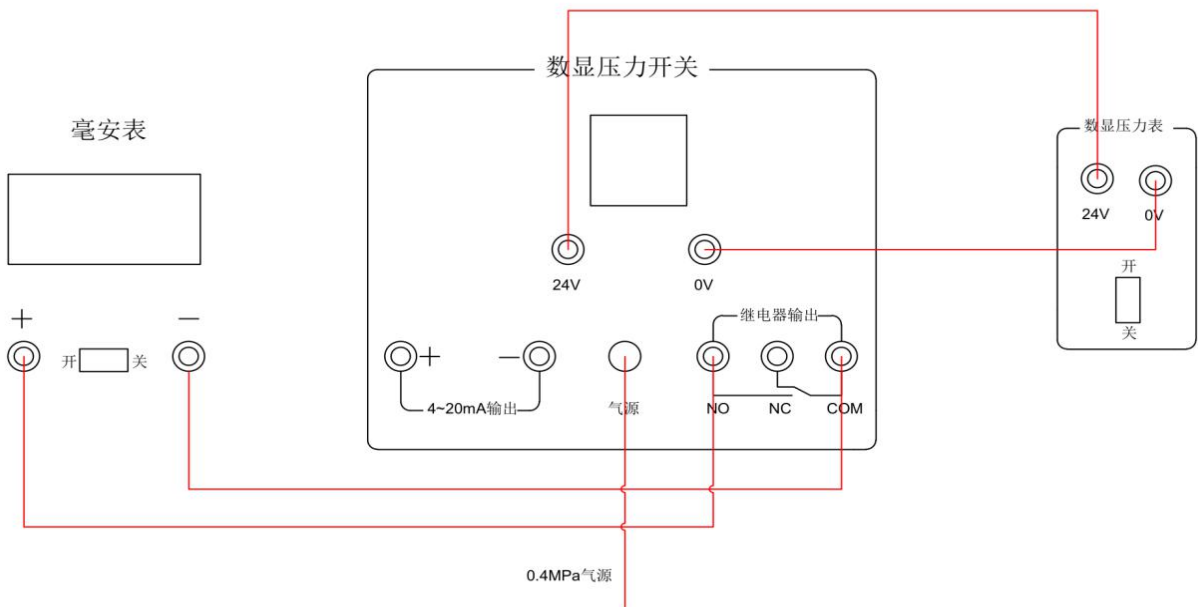 数显压力开关
毫安表
数显压力表
24V
0V
24V
0V
开
关
+
−
继电器输出
开
关
+
−
4~20mA输出
气源
NO
NC
COM
0.4MPa气源